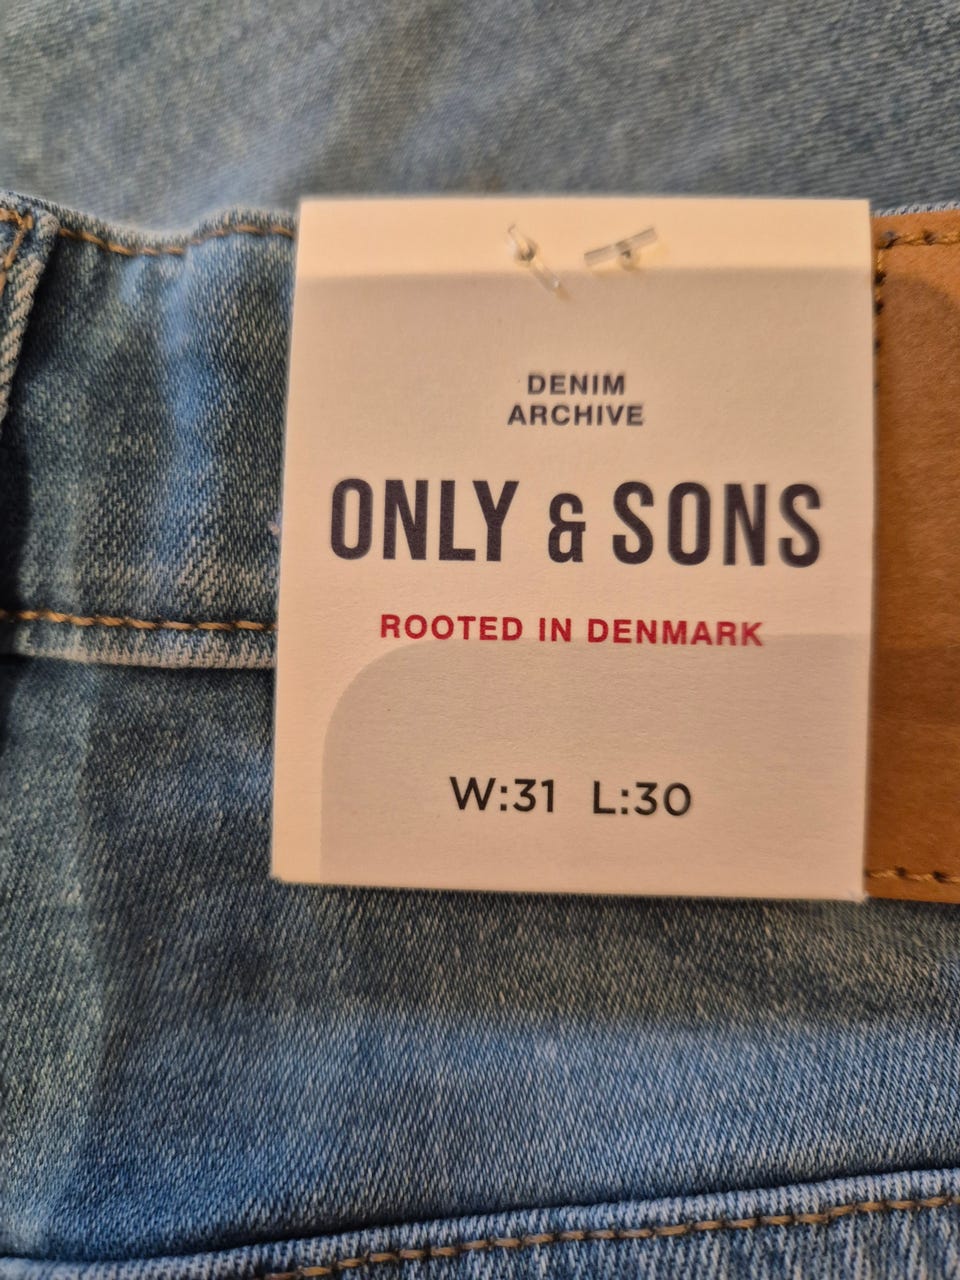 DENIM
ARCHIVE
ONLY & SONS
ROOTED IN DENMARK
W:31 L:30